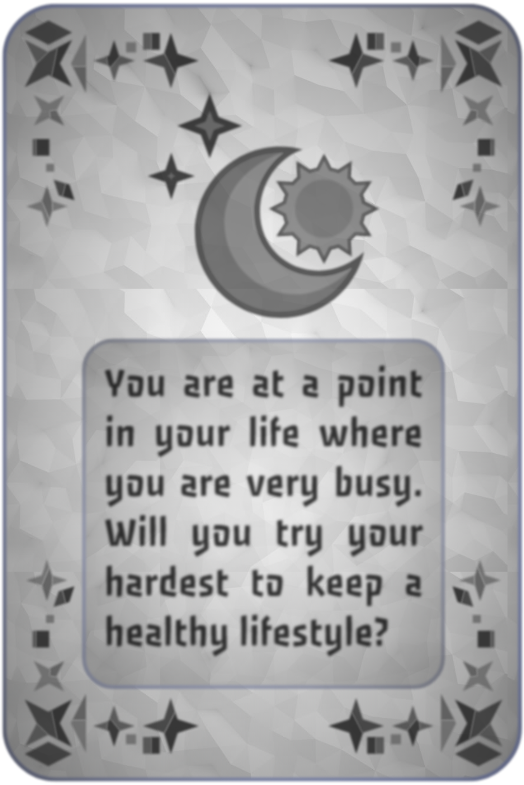 You are at a point
in your life where
you are very busy.
Will you try your
hardest to keep a
healthy lifestyle?